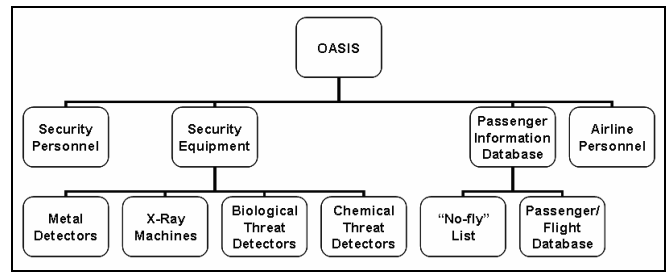 OASIS
Security
Personnel
Security
Equipment
Passenger
Information
Database
Airline
Personnel
Metal
Detectors
X-Ray
Machines
Biological
Threat
Detectors
Chemical
Threat
Detectors
“No-fly”
List
Passenger/
Flight
Database